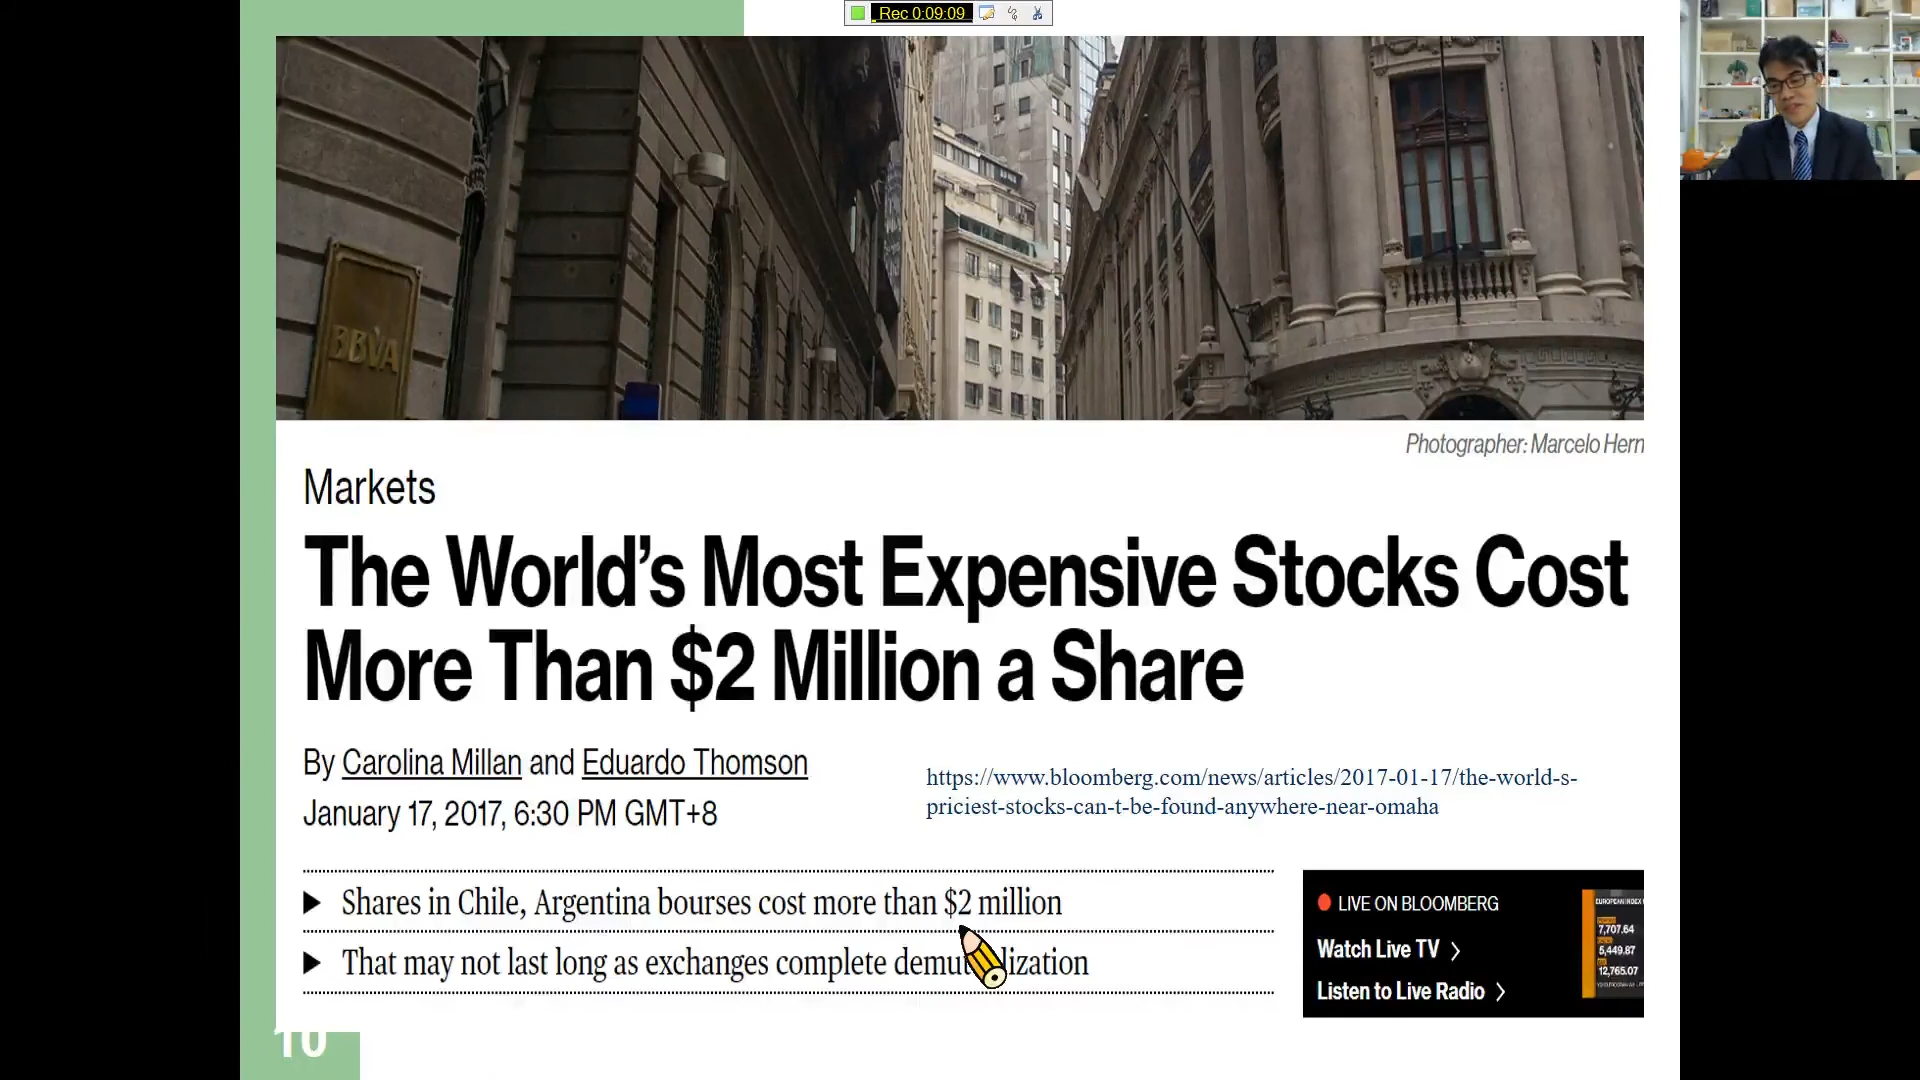 Rec 0:09:09
BBVA
Photographer: Marcelo Hern
Markets
The World's Most Expensive Stocks Cost
More Than $2 Million a Share
By Carolina Millan and Eduardo Thomson
January 17, 2017, 6:30 PM GMT+8
https://www.bloomberg.com/news/articles/2017-01-17/the-world-s-
priciest-stocks-can-t-be-found-anywhere-near-omaha
Shares in Chile, Argentina bourses cost more than $2 million
That may not last long as exchanges complete demut lization
LIVE ON BLOOMBERG
Watch Live TV
Listen to Live Radio
EUROPEAN INDEX
7,707.64
5,449.87
12,765.07
10